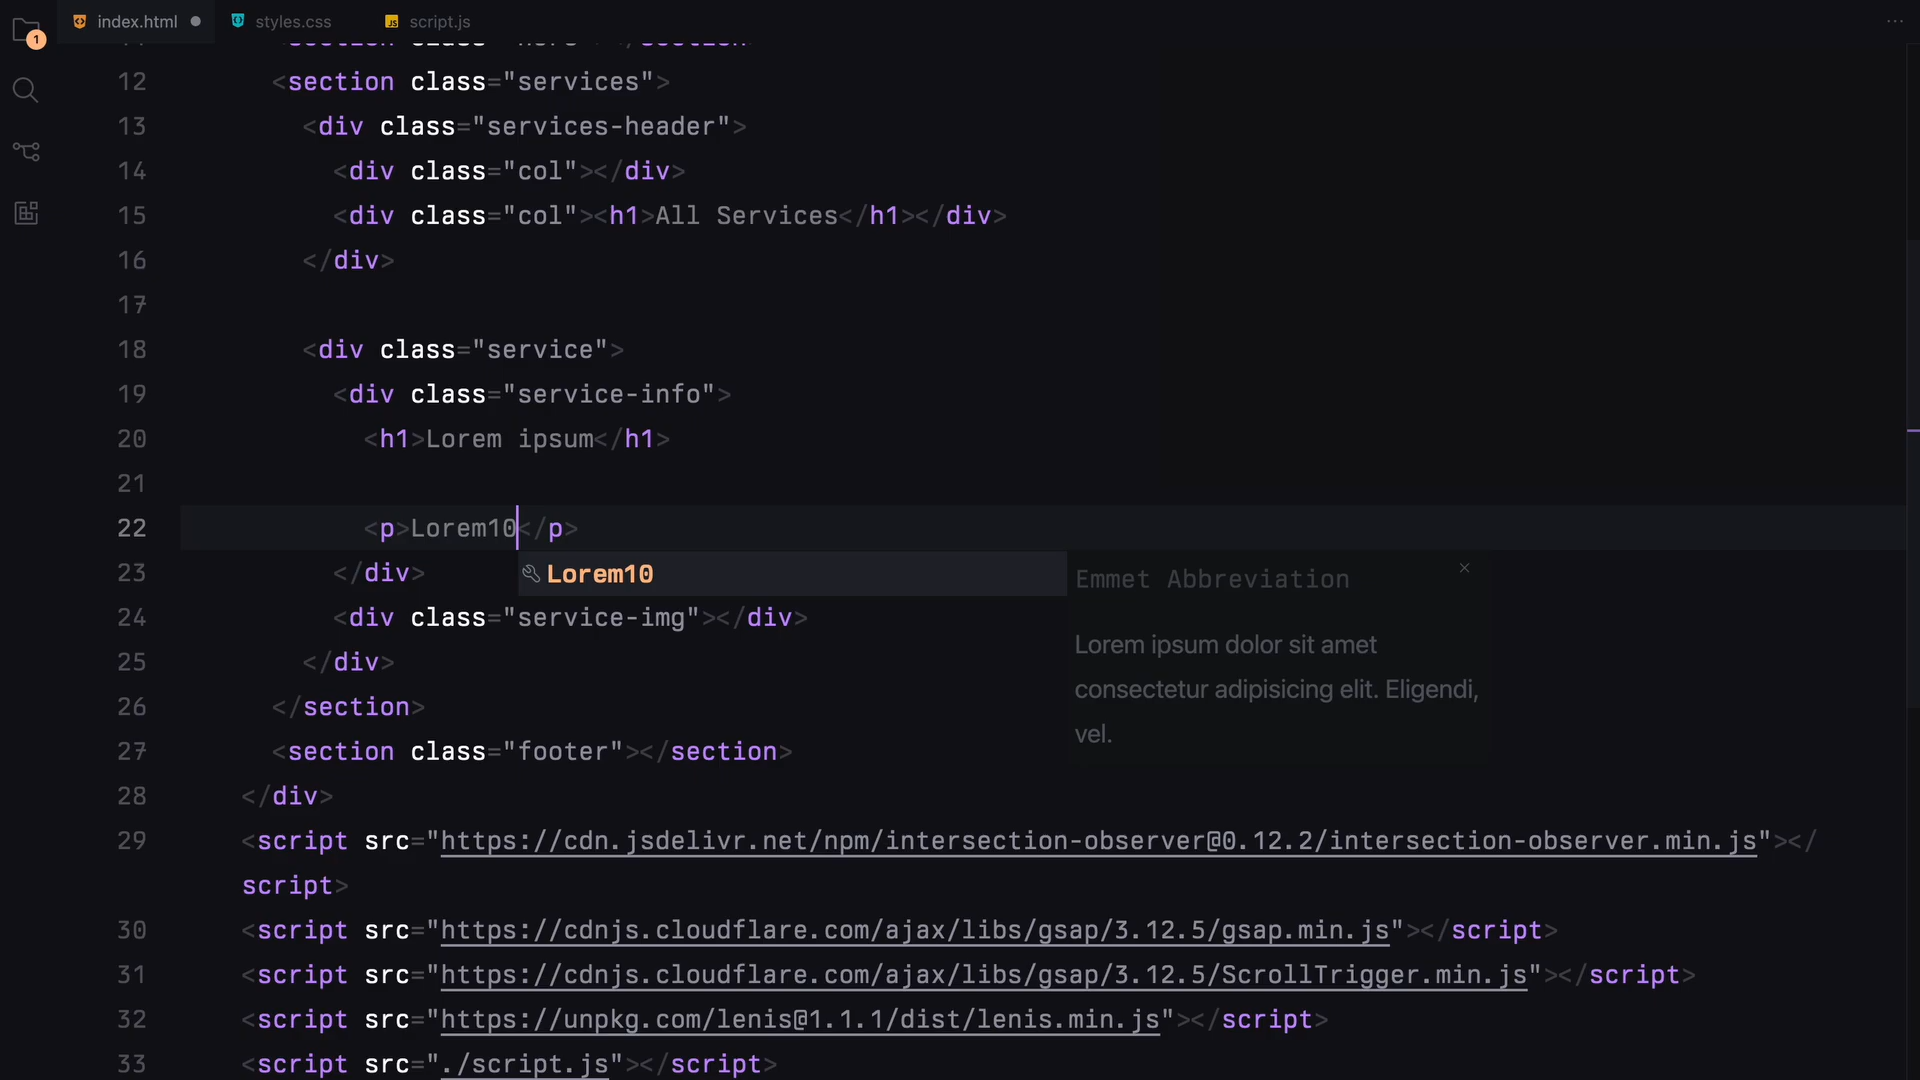 index.html
styles.css
script.js
1
12 <section class="services">
13 <div class="services-header">
14 <div class="col"></div>
15 <div class="col"><h1>All Services</h1></div>
16 </div>
17
18 <div class="service">
19 <div class="service-info">
20 <h1>Lorem ipsum</h1>
21
22 <p>Lorem10</p>
23 </div>
Lorem10
Emmet Abbreviation
Lorem ipsum dolor sit amet
consectetur adipisicing elit. Eligendi,
vel.
24 <div class="service-img"></div>
25 </div>
26 </section>
27 <section class="footer"></section>
28 </div>
29 <script src="https://cdn.jsdelivr.net/npm/intersection-observer@0.12.2/intersection-observer.min.js"></
script>
30 <script src="https://cdnjs.cloudflare.com/ajax/libs/gsap/3.12.5/gsap.min.js"></script>
31 <script src="https://cdnjs.cloudflare.com/ajax/libs/gsap/3.12.5/ScrollTrigger.min.js"></script>
32 <script src="https://unpkg.com/lenis@1.1.1/dist/lenis.min.js"></script>
33 <script src="./script.js"></script>